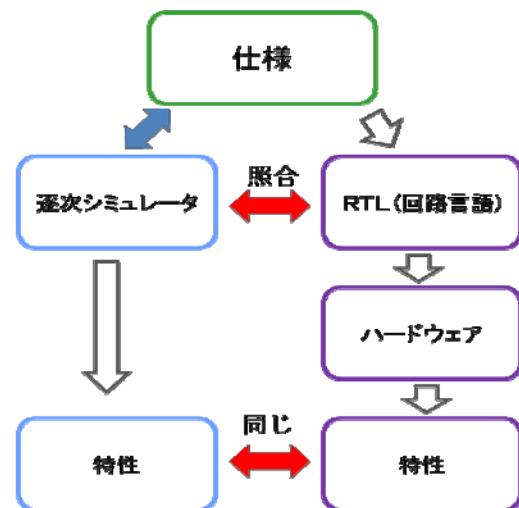 仕様
照合
逐次シミュレータ
RTL(回路言語)
ハードウェア
同じ
特性
特性